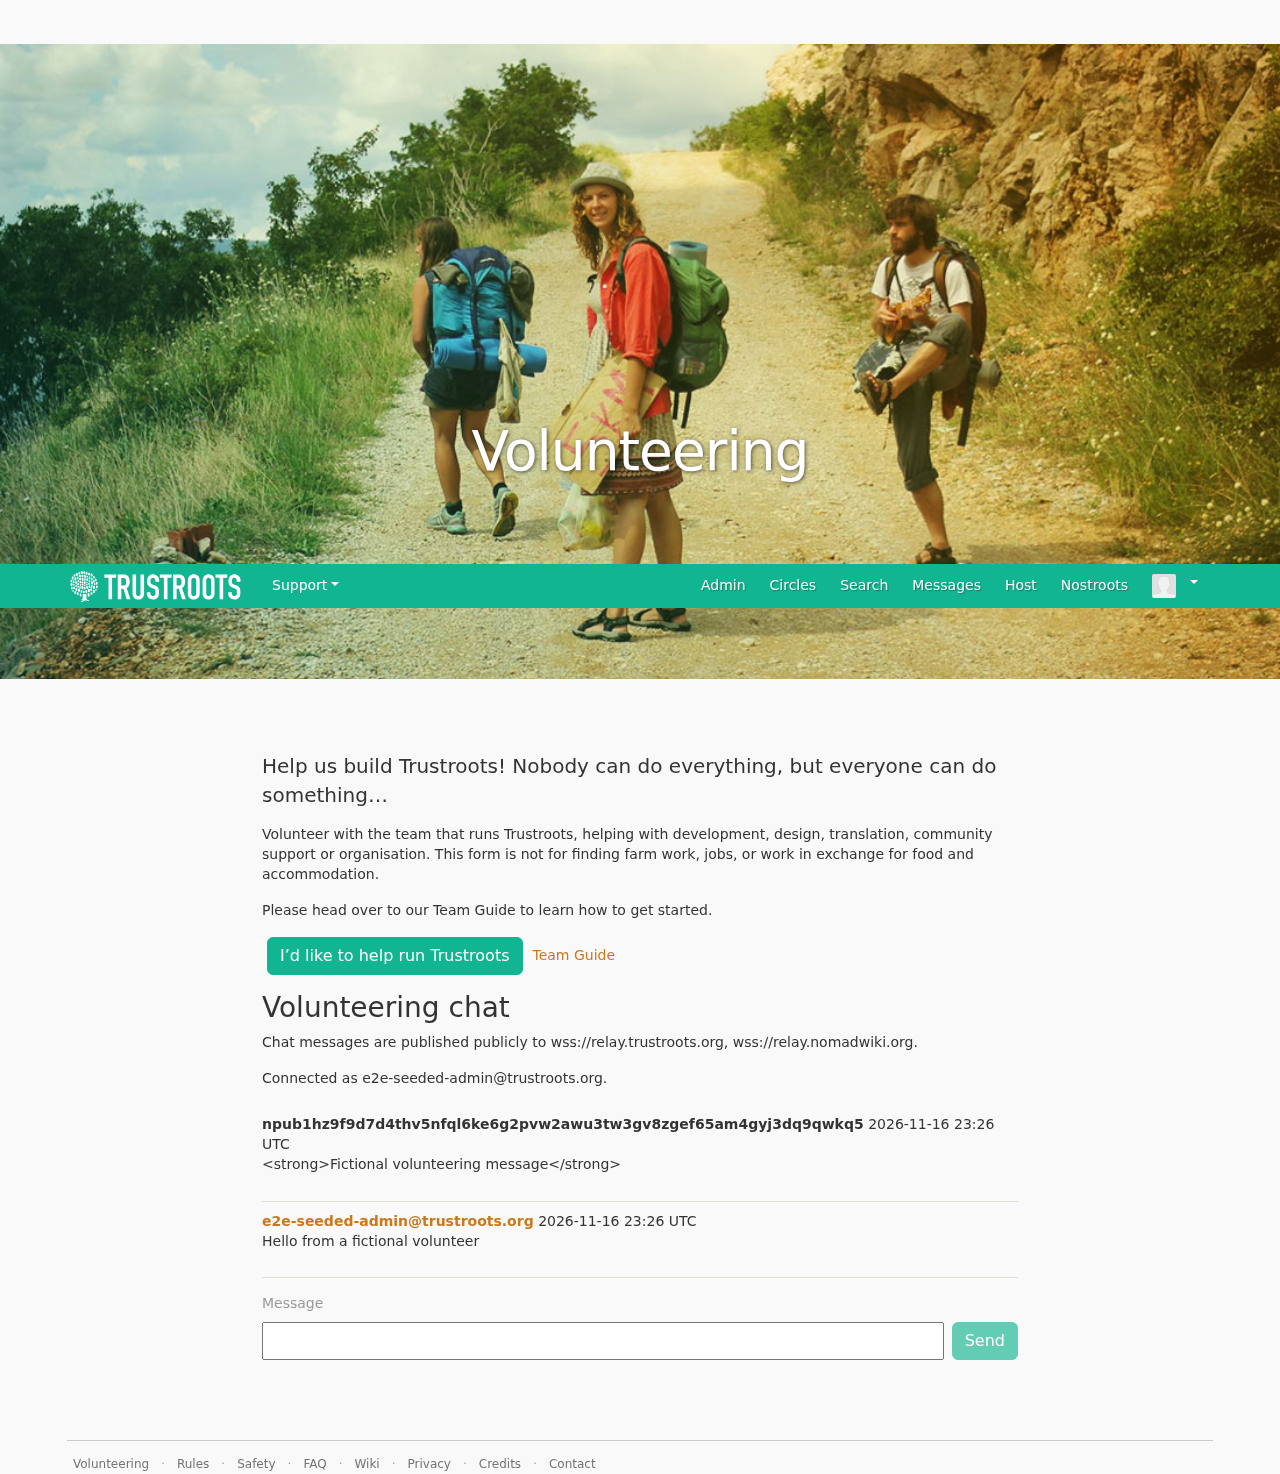 Volunteering
TRUSTROOTS Support Admin Circles Search Messages Host Nostroots
Help us build Trustroots! Nobody can do everything, but everyone can do
something…
Volunteer with the team that runs Trustroots, helping with development, design, translation, community
support or organisation. This form is not for finding farm work, jobs, or work in exchange for food and
accommodation.
Please head over to our Team Guide to learn how to get started.
I’d like to help run Trustroots Team Guide
Volunteering chat
Chat messages are published publicly to wss://relay.trustroots.org, wss://relay.nomadwiki.org.
Connected as e2e-seeded-admin@trustroots.org.
npub1hz9f9d7d4thv5nfql6ke6g2pvw2awu3tw3gv8zgef65am4gyj3dq9qwkq5 2026-11-16 23:26
UTC
<strong>Fictional volunteering message</strong>
e2e-seeded-admin@trustroots.org 2026-11-16 23:26 UTC
Hello from a fictional volunteer
Message
Send
Volunteering · Rules · Safety · FAQ · Wiki · Privacy · Credits · Contact